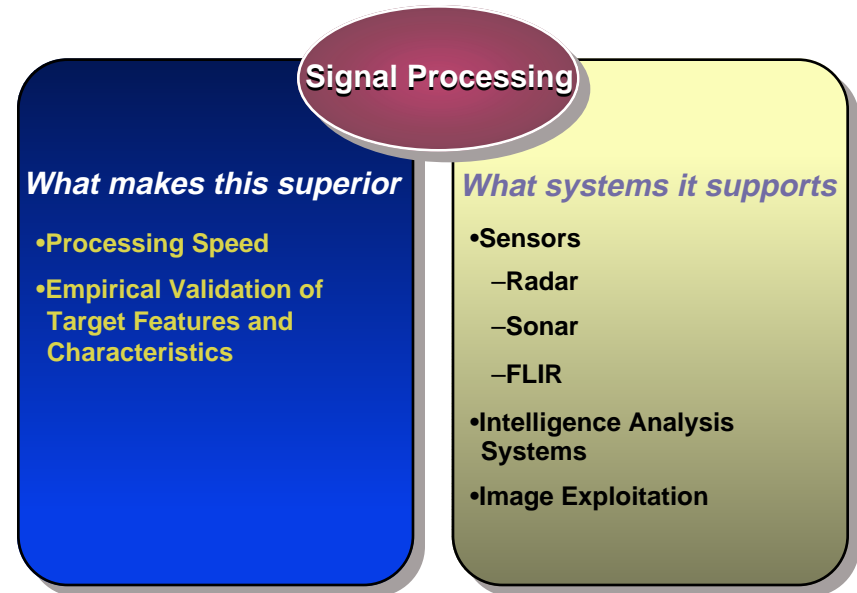 Signal Processing
What makes this superior
•Processing Speed
•Empirical Validation of
Target Features and
Characteristics
What systems it supports
•Sensors
–Radar
–Sonar
–FLIR
•Intelligence Analysis
Systems
•Image Exploitation